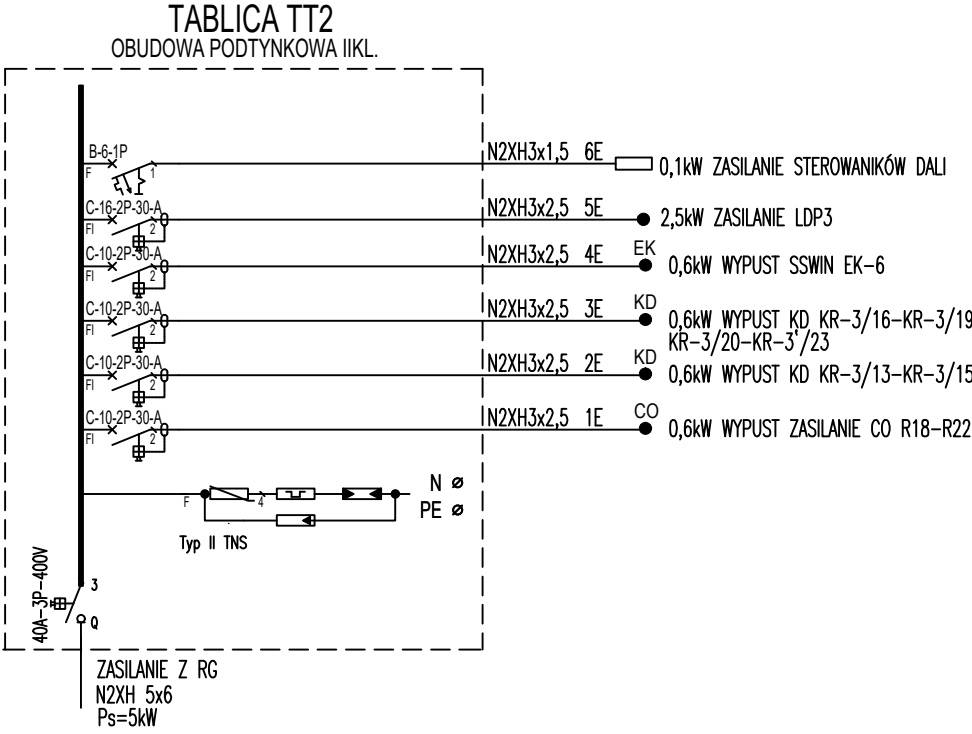 TABLICA TT2
OBUDOWA PODTYNKOWA IIKL.
B-6-1P
F
1
N2XH3x1,5 6E
0,1kW ZASILANIE STEROWANIKÓW DALI
C-16-2P-30-A
FI
2
N2XH3x2,5 5E
2,5kW ZASILANIE LDP3
C-10-2P-30-A
FI
2
N2XH3x2,5 4E
EK
0,6kW WYPUST SSWIN EK-6
C-10-2P-30-A
FI
2
N2XH3x2,5 3E
KD
0,6kW WYPUST KD KR-3/16-KR-3/19
KR-3/20-KR-3'/23
C-10-2P-30-A
FI
2
N2XH3x2,5 2E
KD
0,6kW WYPUST KD KR-3/13-KR-3/15
C-10-2P-30-A
FI
2
N2XH3x2,5 1E
CO
0,6kW WYPUST ZASILANIE CO R18-R22
F
4
N ø
PE ø
Typ II TNS
40A-3P-400V
3
Q
ZASILANIE Z RG
N2XH 5x6
Ps=5kW